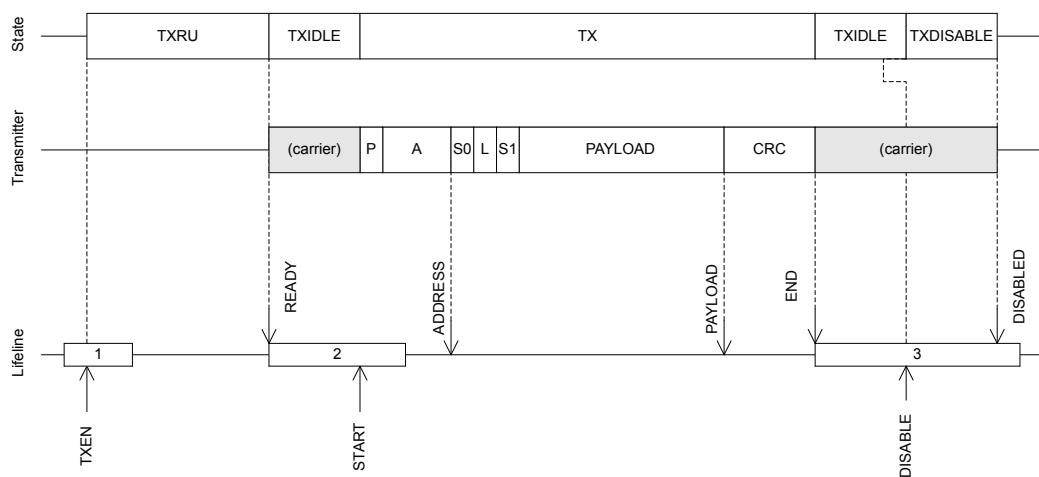 State
TXRU
TXIDLE
TX
TXIDLE
TXDISABLE
Transmitter
(carrier)
P
A
S0
L
S1
PAYLOAD
CRC
(carrier)
READY
ADDRESS
PAYLOAD
END
DISABLED
Lifeline
1
2
3
TXEN
START
DISABLE